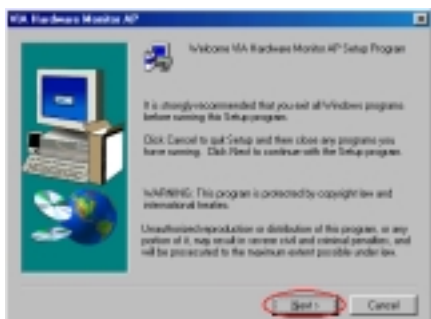 VIA Hardware Monitor AP
Welcome VIA Hardware Monitor AP Setup Program
It is strongly recommended that you exit all Windows programs
before running this Setup program.
Click Cancel to quit Setup and then close any programs you
have running. Click Next to continue with the Setup program.
WARNING: This program is protected by copyright law and
international treaties.
Unauthorized reproduction or distribution of this program, or any
portion of it, may result in severe civil and criminal penalties, and
will be prosecuted to the maximum extent possible under law.
Next >
Cancel